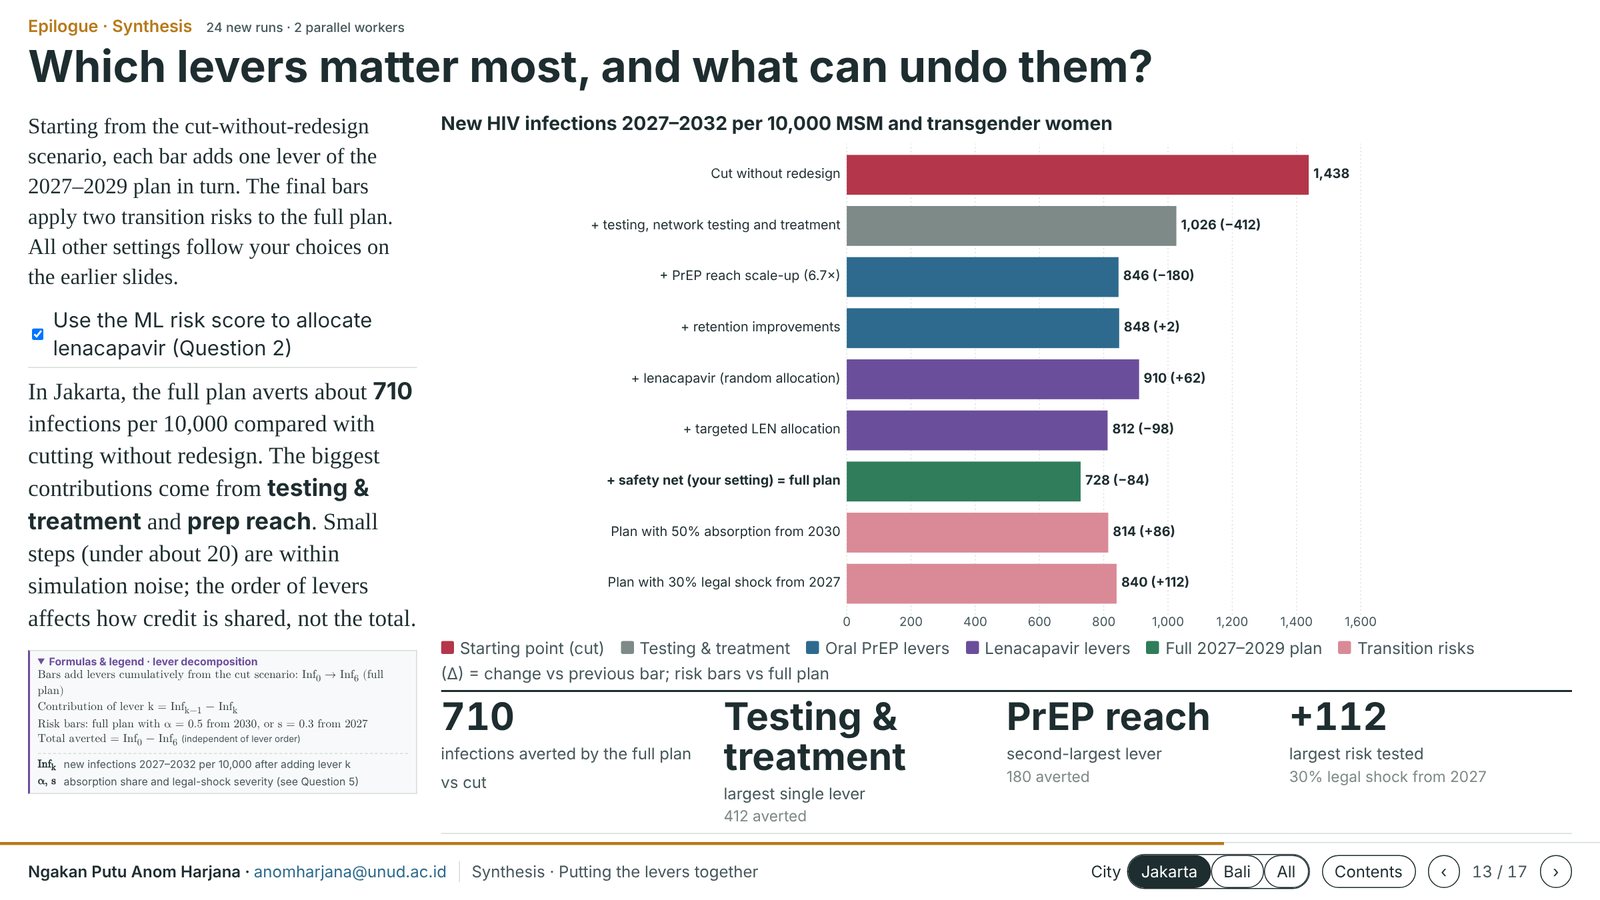 Epilogue · Synthesis 24 new runs · 2 parallel workers
Which levers matter most, and what can undo them?
Starting from the cut-without-redesign
scenario, each bar adds one lever of the
2027–2029 plan in turn. The final bars
apply two transition risks to the full plan.
All other settings follow your choices on
the earlier slides.
Use the ML risk score to allocate
lenacapavir (Question 2)
In Jakarta, the full plan averts about 710
infections per 10,000 compared with
cutting without redesign. The biggest
contributions come from testing &
treatment and prep reach. Small
steps (under about 20) are within
simulation noise; the order of levers
affects how credit is shared, not the total.
▼ Formulas & legend · lever decomposition
Bars add levers cumulatively from the cut scenario: Inf₀ → Inf₆ (full
plan)
Contribution of lever k = Infₖ₋₁ − Infₖ
Risk bars: full plan with α = 0.5 from 2030, or s = 0.3 from 2027
Total averted = Inf₀ − Inf₆ (independent of lever order)
Infₖ new infections 2027–2032 per 10,000 after adding lever k
α, s absorption share and legal-shock severity (see Question 5)
New HIV infections 2027–2032 per 10,000 MSM and transgender women
Cut without redesign 1,438
+ testing, network testing and treatment 1,026 (−412)
+ PrEP reach scale-up (6.7×) 846 (−180)
+ retention improvements 848 (+2)
+ lenacapavir (random allocation) 910 (+62)
+ targeted LEN allocation 812 (−98)
+ safety net (your setting) = full plan 728 (−84)
Plan with 50% absorption from 2030 814 (+86)
Plan with 30% legal shock from 2027 840 (+112)
0 200 400 600 800 1,000 1,200 1,400 1,600
Starting point (cut) Testing & treatment Oral PrEP levers Lenacapavir levers Full 2027–2029 plan Transition risks
(Δ) = change vs previous bar; risk bars vs full plan
710
infections averted by the full plan
vs cut
Testing &
treatment
largest single lever
412 averted
PrEP reach
second-largest lever
180 averted
+112
largest risk tested
30% legal shock from 2027
Ngakan Putu Anom Harjana · anomharjana@unud.ac.id Synthesis · Putting the levers together City Jakarta Bali All Contents ‹ 13 / 17 ›